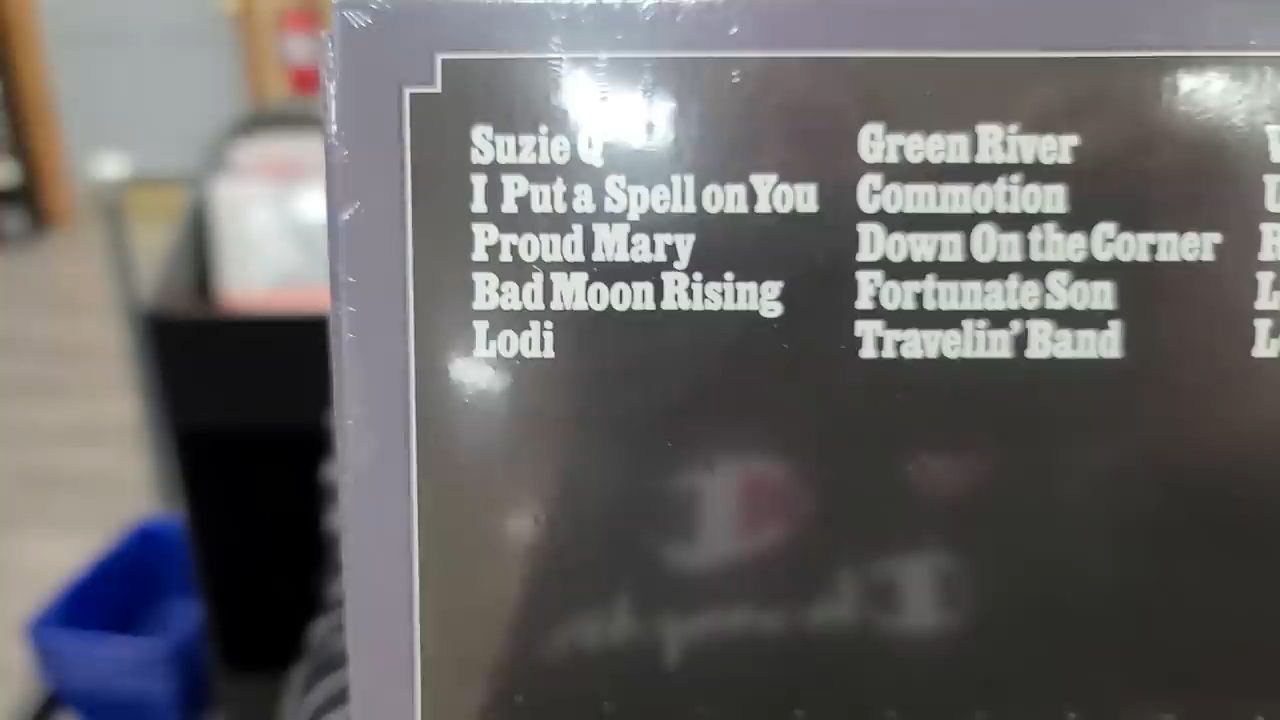 Suzie Q
I Put a Spell on You
Proud Mary
Bad Moon Rising
Lodi
Green River
Commotion
Down On the Corner
Fortunate Son
Travelin' Band